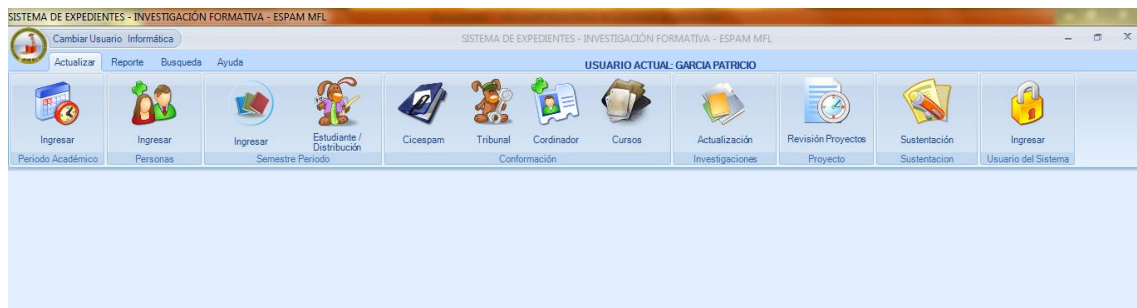 SISTEMA DE EXPEDIENTES - INVESTIGACIÓN FORMATIVA - ESPAM MFL
Cambiar Usuario Informática SISTEMA DE EXPEDIENTES - INVESTIGACIÓN FORMATIVA - ESPAM MFL
Actualizar Reporte Busqueda Ayuda USUARIO ACTUAL: GARCIA PATRICIO
Ingresar Ingresar Ingresar Estudiante / Distribución Cicespam Tribunal Cordinador Cursos Actualización Revisión Proyectos Sustentación Ingresar
Periodo Académico Personas Semestre Periodo Conformación Investigaciones Proyecto Sustentacion Usuario del Sistema